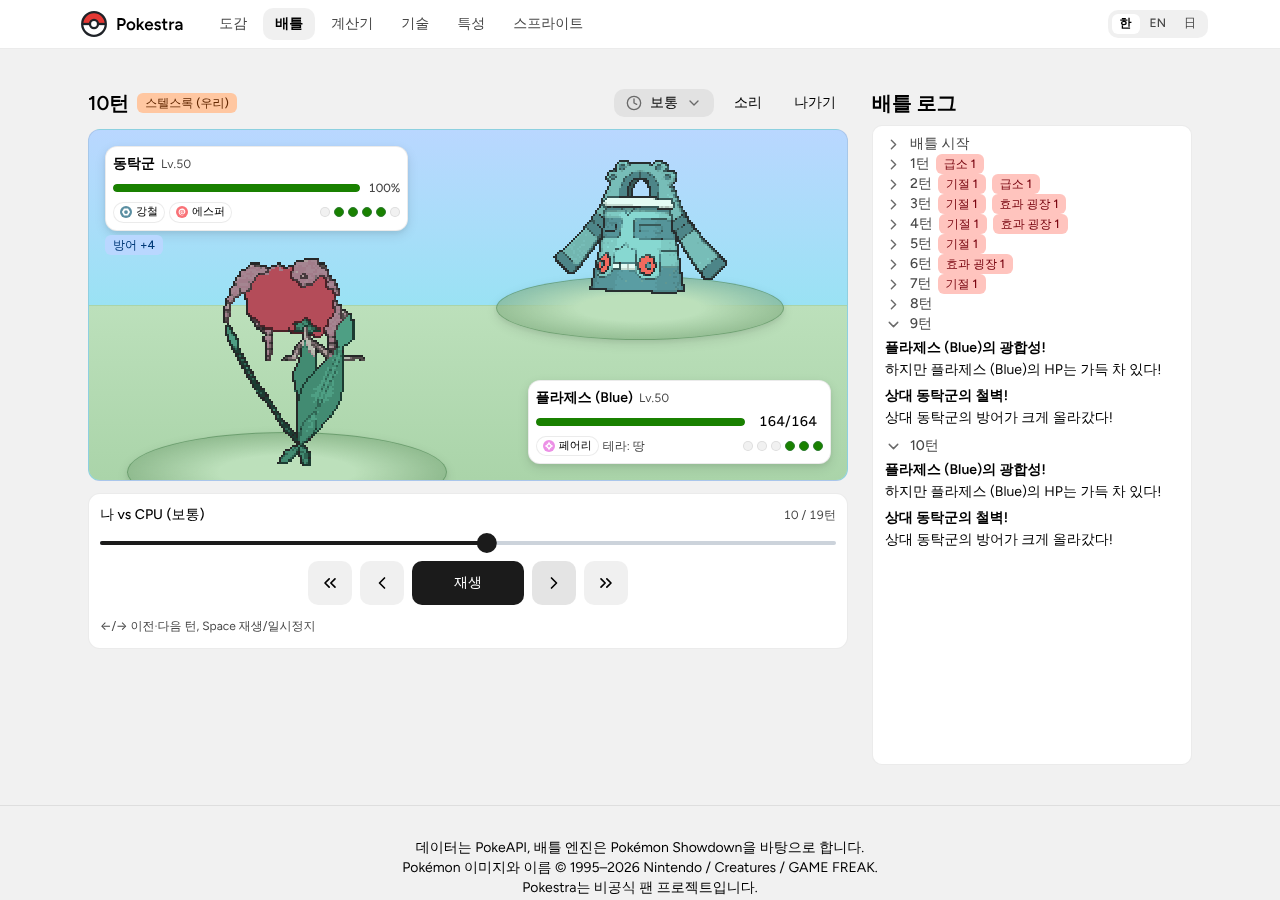 Pokestra
도감
배틀
계산기
기술
특성
스프라이트
한
EN
日
10턴
스텔스록 (우리)
보통
소리
나가기
동탁군 Lv.50
100%
강철
에스퍼
방어 +4
플라제스 (Blue) Lv.50
164/164
페어리
테라: 땅
나 vs CPU (보통)
10 / 19턴
재생
←/→ 이전·다음 턴, Space 재생/일시정지
배틀 로그
배틀 시작
1턴 급소 1
2턴 기절 1 급소 1
3턴 기절 1 효과 굉장 1
4턴 기절 1 효과 굉장 1
5턴 기절 1
6턴 효과 굉장 1
7턴 기절 1
8턴
9턴
플라제스 (Blue)의 광합성!
하지만 플라제스 (Blue)의 HP는 가득 차 있다!
상대 동탁군의 철벽!
상대 동탁군의 방어가 크게 올라갔다!
10턴
플라제스 (Blue)의 광합성!
하지만 플라제스 (Blue)의 HP는 가득 차 있다!
상대 동탁군의 철벽!
상대 동탁군의 방어가 크게 올라갔다!
데이터는 PokeAPI, 배틀 엔진은 Pokémon Showdown을 바탕으로 합니다.
Pokémon 이미지와 이름 © 1995–2026 Nintendo / Creatures / GAME FREAK.
Pokestra는 비공식 팬 프로젝트입니다.